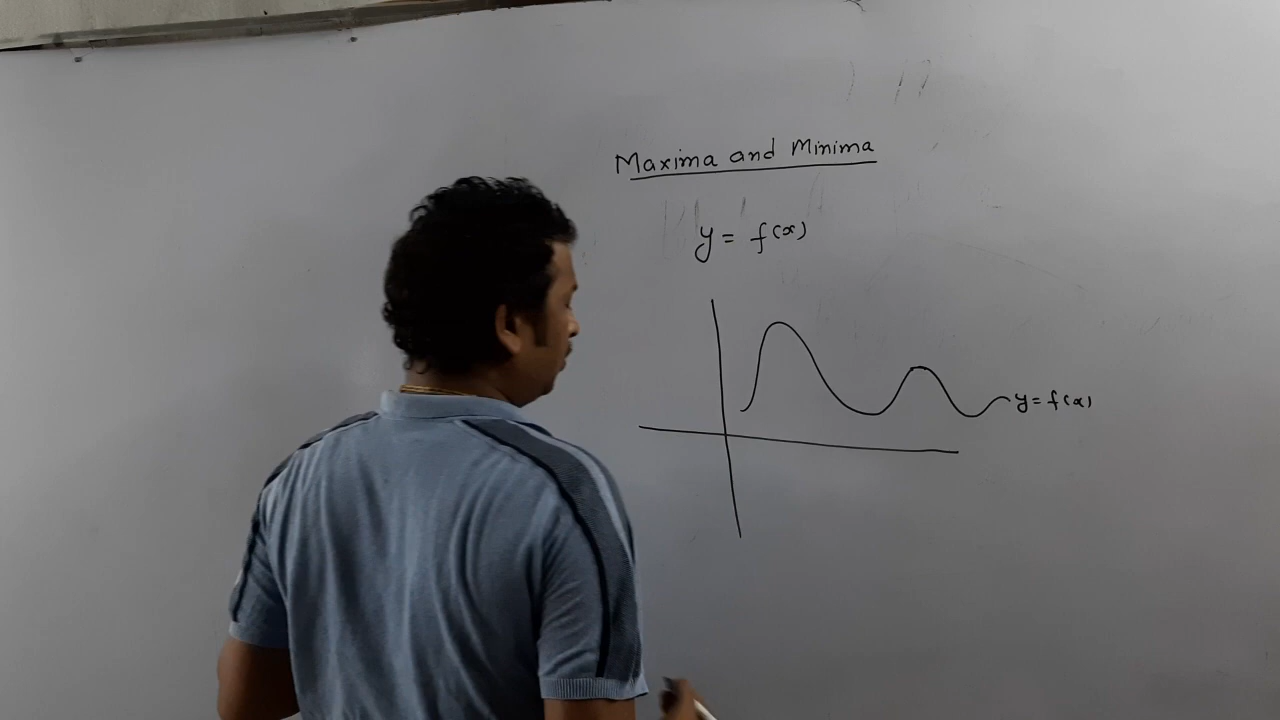 Maxima and Minima
y = f(x)
y = f(x)